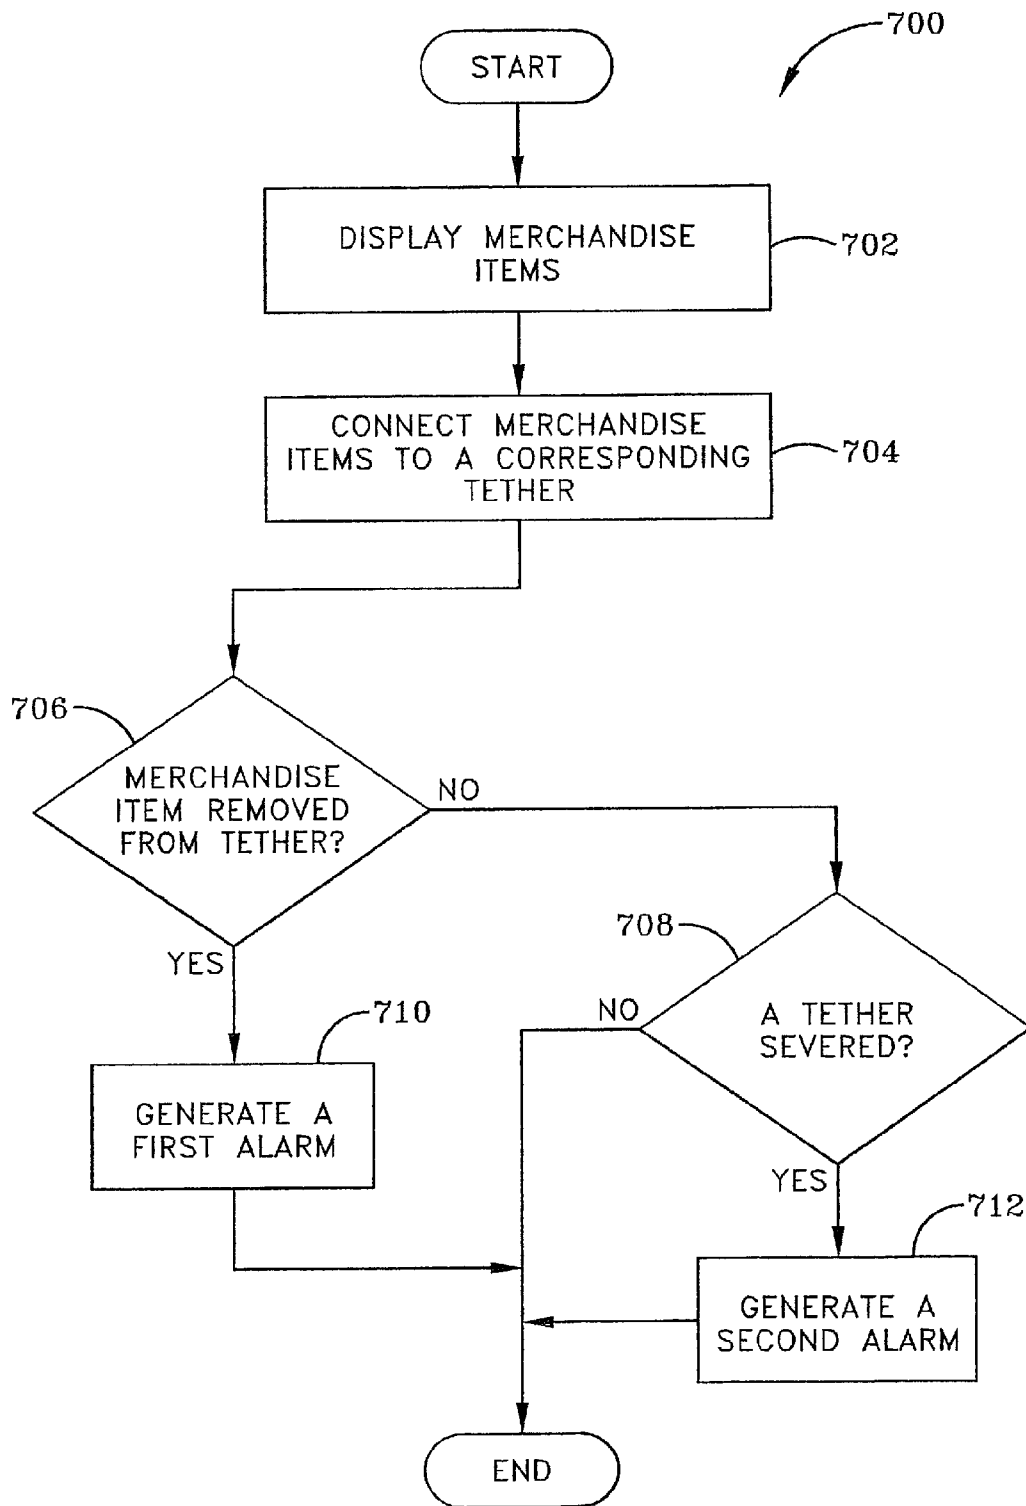 700
START
DISPLAY MERCHANDISE
ITEMS
702
CONNECT MERCHANDISE
ITEMS TO A CORRESPONDING
TETHER
704
706
MERCHANDISE
ITEM REMOVED
FROM TETHER?
NO
YES
708
A TETHER
SEVERED?
NO
YES
710
GENERATE A
FIRST ALARM
712
GENERATE A
SECOND ALARM
END